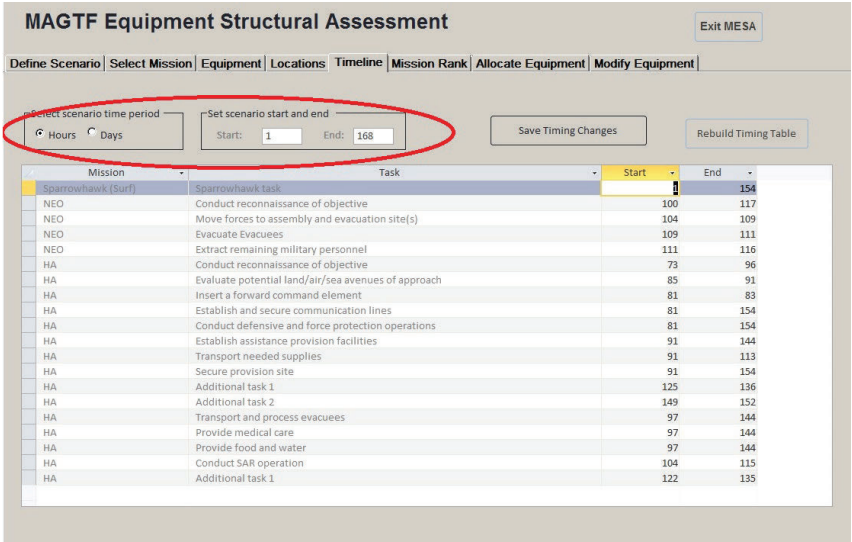 MAGTF Equipment Structural Assessment
Exit MESA
Define Scenario Select Mission Equipment Locations Timeline Mission Rank Allocate Equipment Modify Equipment
Select scenario time period Set scenario start and end
Hours Days Start: 1 End: 168 Save Timing Changes Rebuild Timing Table
Mission Task Start End
Sparrowhawk (Surf) Sparrowhawk task 1 154
NEO Conduct reconnaissance of objective 100 117
NEO Move forces to assembly and evacuation site(s) 104 109
NEO Evacuate Evacuees 109 111
NEO Extract remaining military personnel 111 116
HA Conduct reconnaissance of objective 73 96
HA Evaluate potential land/air/sea avenues of approach 85 91
HA Insert a forward command element 81 83
HA Establish and secure communication lines 81 154
HA Conduct defensive and force protection operations 81 154
HA Establish assistance provision facilities 91 144
HA Transport needed supplies 91 113
HA Secure provision site 91 154
HA Additional task 1 125 136
HA Additional task 2 149 152
HA Transport and process evacuees 97 144
HA Provide medical care 97 144
HA Provide food and water 97 144
HA Conduct SAR operation 104 115
HA Additional task 1 122 135